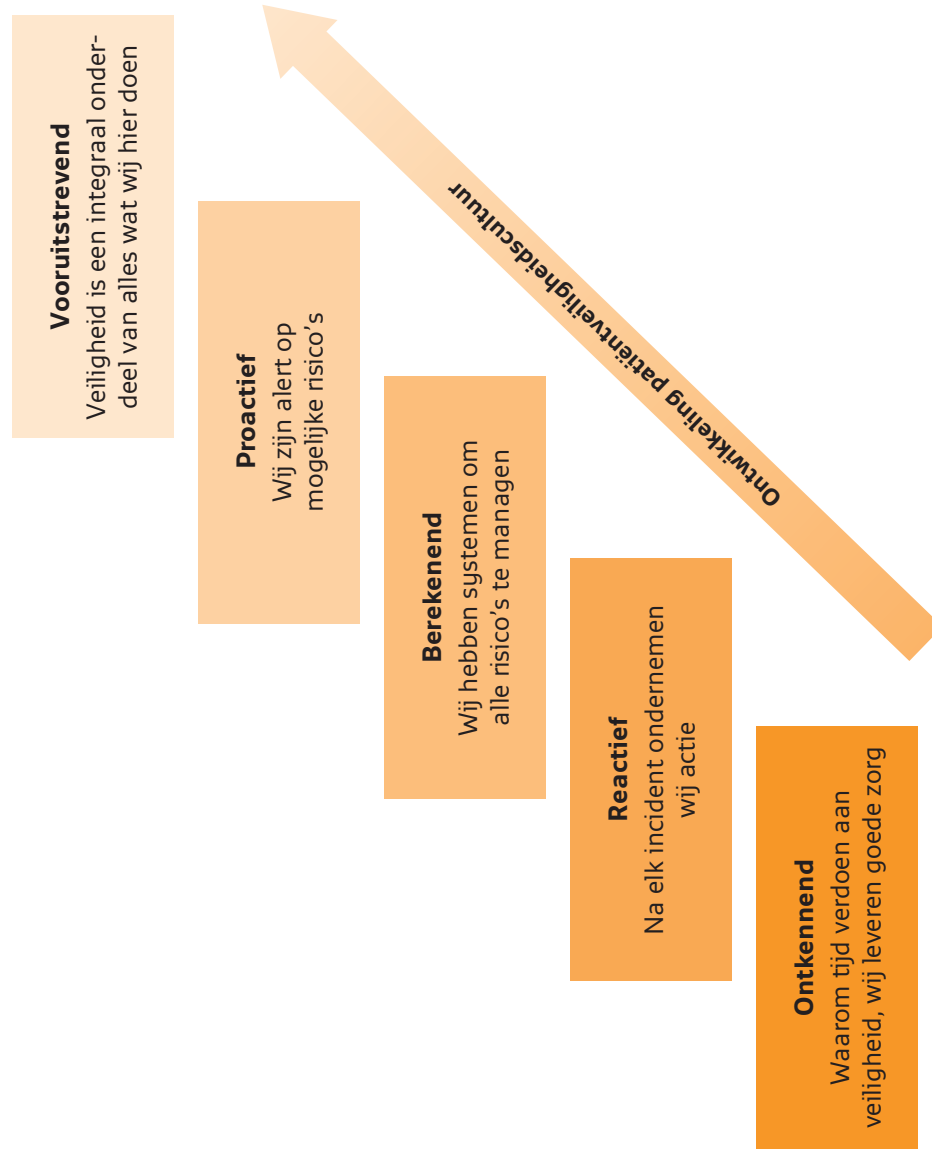 Vooruitstrevend
Veiligheid is een integraal onder-
deel van alles wat wij hier doen
Proactief
Wij zijn alert op
mogelijke risico’s
Berekenend
Wij hebben systemen om
alle risico’s te managen
Reactief
Na elk incident ondernemen
wij actie
Ontkennend
Waarom tijd verdoen aan
veiligheid, wij leveren goede zorg
Ontwikkeling patiëntveiligheidscultuur